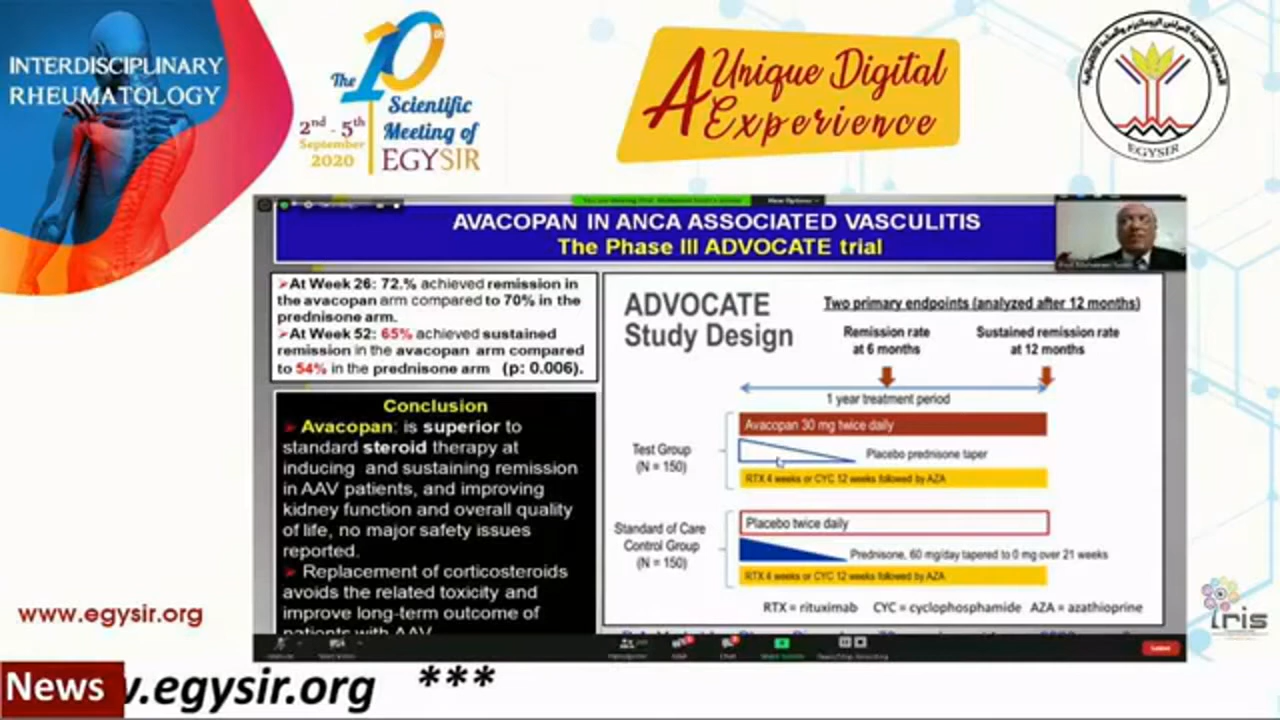 INTERDISCIPLINARY
RHEUMATOLOGY
The 10th
Scientific
Meeting of
EGYSIR
2nd - 5th
September
2020
A Unique Digital
Experience
EGYSIR
AVACOPAN IN ANCA ASSOCIATED VASCULITIS
The Phase III ADVOCATE trial
➢At Week 26: 72.% achieved remission in
the avacopan arm compared to 70% in the
prednisone arm.
➢At Week 52: 65% achieved sustained
remission in the avacopan arm compared
to 54% in the prednisone arm (p: 0.006).
Conclusion
➢ Avacopan: is superior to
standard steroid therapy at
inducing and sustaining remission
in AAV patients, and improving
kidney function and overall quality
of life, no major safety issues
reported.
➢ Replacement of corticosteroids
avoids the related toxicity and
improve long-term outcome of
patients with AAV
ADVOCATE
Study Design
Two primary endpoints (analyzed after 12 months)
Remission rate
at 6 months
Sustained remission rate
at 12 months
1 year treatment period
Test Group
(N = 150)
Avacopan 30 mg twice daily
Placebo prednisone taper
RTX 4 weeks or CYC 12 weeks followed by AZA
Standard of Care
Control Group
(N = 150)
Placebo twice daily
Prednisone, 60 mg/day tapered to 0 mg over 21 weeks
RTX 4 weeks or CYC 12 weeks followed by AZA
RTX = rituximab CYC = cyclophosphamide AZA = azathioprine
www.egysir.org
iris
News
.egysir.org ***